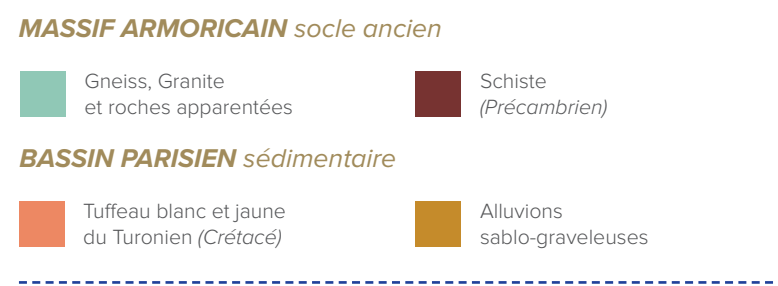 MASSIF ARMORICAIN socle ancien
Gneiss, Granite
et roches apparentées
Schiste
(Précambrien)
BASSIN PARISIEN sédimentaire
Tuffeau blanc et jaune
du Turonien (Crétacé)
Alluvions
sablo-graveleuses